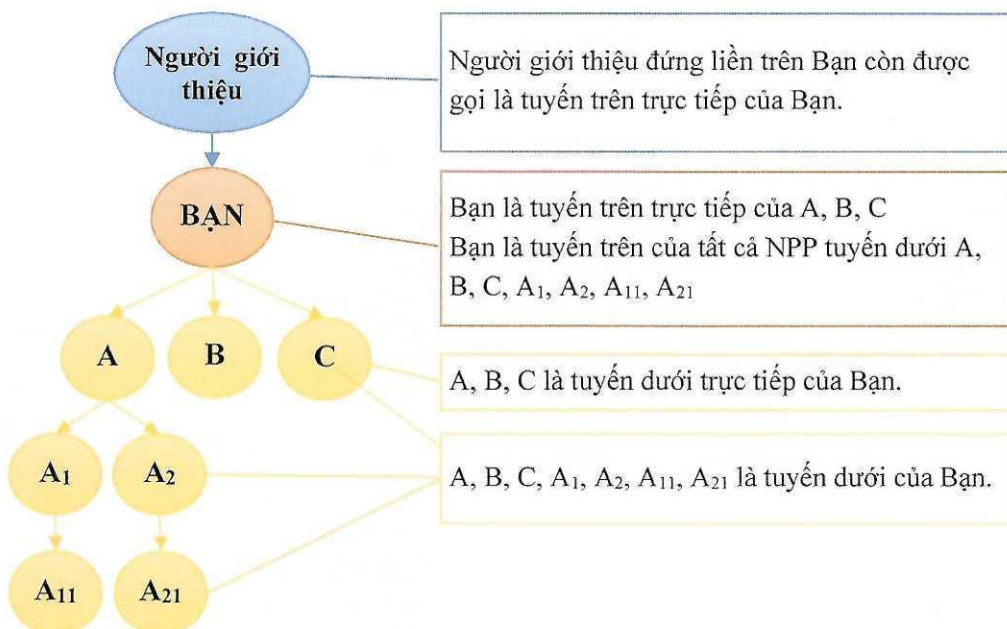 Người giới
thiệu
Người giới thiệu đứng liền trên Bạn còn được
gọi là tuyến trên trực tiếp của Bạn.
BẠN
Bạn là tuyến trên trực tiếp của A, B, C
Bạn là tuyến trên của tất cả NPP tuyến dưới A,
B, C, A₁, A₂, A₁₁, A₂₁
A
B
C
A, B, C là tuyến dưới trực tiếp của Bạn.
A₁
A₂
A, B, C, A₁, A₂, A₁₁, A₂₁ là tuyến dưới của Bạn.
A₁₁
A₂₁